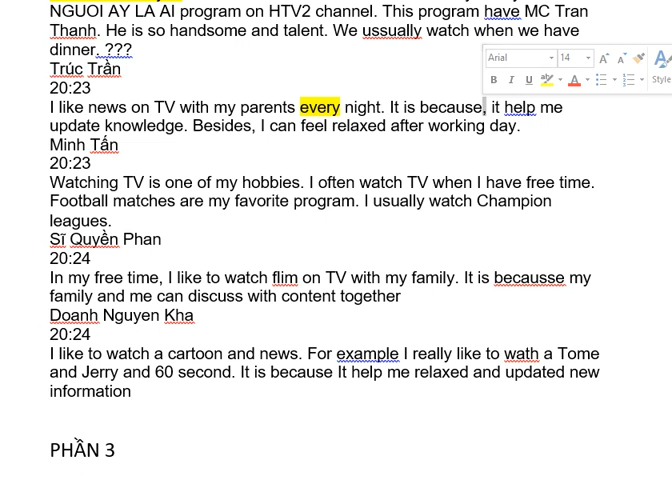 NGUOI AY LA AI program on HTV2 channel. This program have MC Tran
Thanh. He is so handsome and talent. We ussually watch when we have
dinner. ???
Trúc Trần
20:23
I like news on TV with my parents every night. It is because, it help me
update knowledge. Besides, I can feel relaxed after working day.
Minh Tấn
20:23
Watching TV is one of my hobbies. I often watch TV when I have free time.
Football matches are my favorite program. I usually watch Champion
leagues.
Sĩ Quyền Phan
20:24
In my free time, I like to watch flim on TV with my family. It is becausse my
family and me can discuss with content together
Doanh Nguyen Kha
20:24
I like to watch a cartoon and news. For example I really like to wath a Tome
and Jerry and 60 second. It is because It help me relaxed and updated new
information
PHẦN 3
Arial 14 A A A
B I U ab A Style